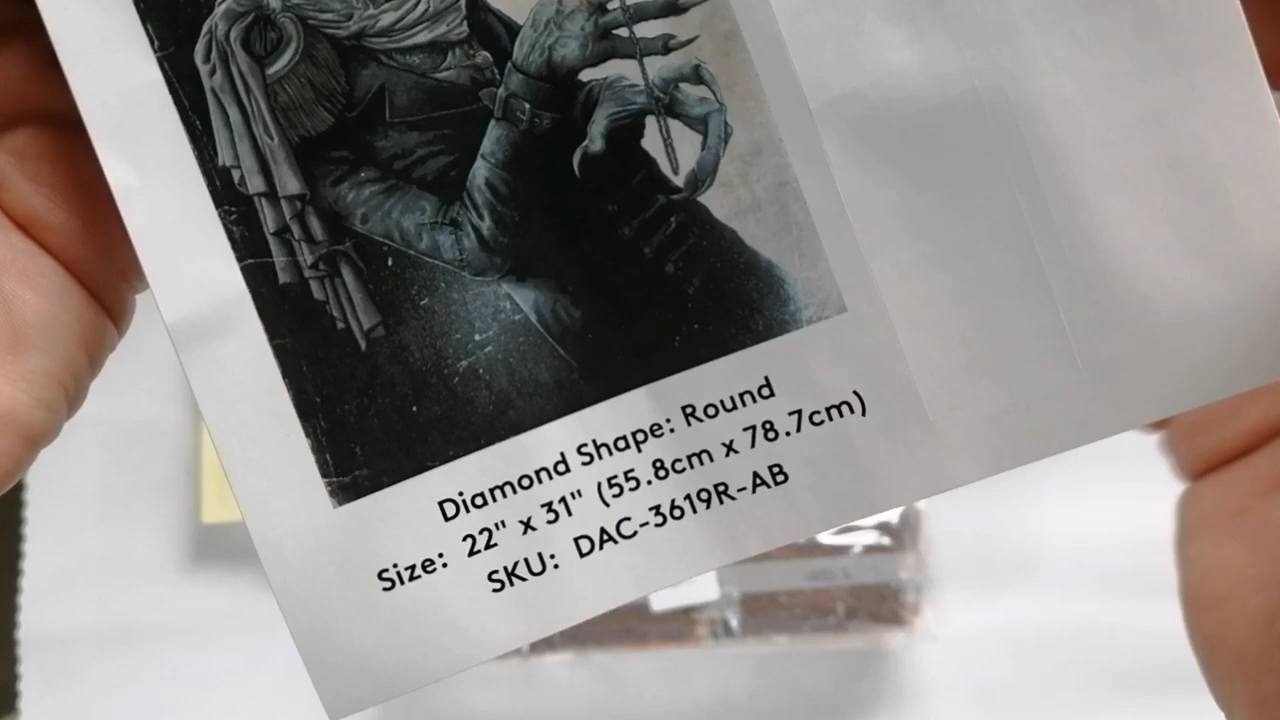 Diamond Shape: Round
Size: 22" x 31" (55.8cm x 78.7cm)
SKU: DAC-3619R-AB